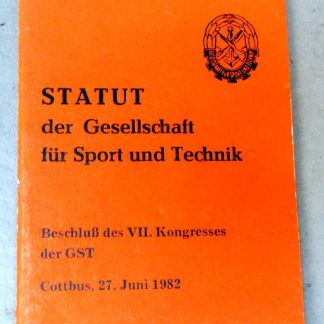 STATUT
der Gesellschaft
für Sport und Technik
Beschluß des VII. Kongresses
der GST
Cottbus, 27. Juni 1982